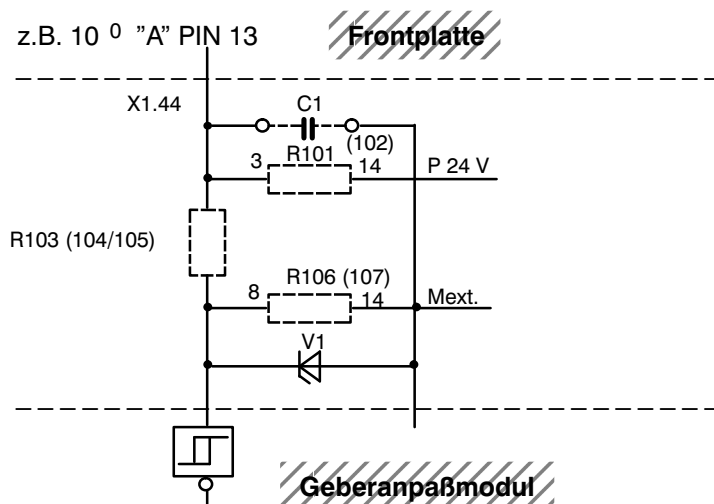 z.B. 10 0 "A" PIN 13
Frontplatte
X1.44
C1
(102)
3
R101
14
P 24 V
R103 (104/105)
8
R106 (107)
14
Mext.
V1
Geberanpaßmodul